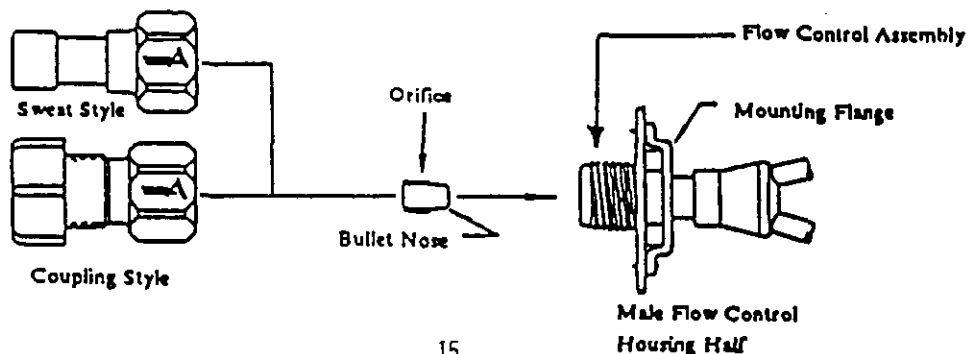 Flow Control Assembly
Orifice
Mounting Flange
Sweat Style
Bullet Nose
Coupling Style
Male Flow Control
Housing Half
15